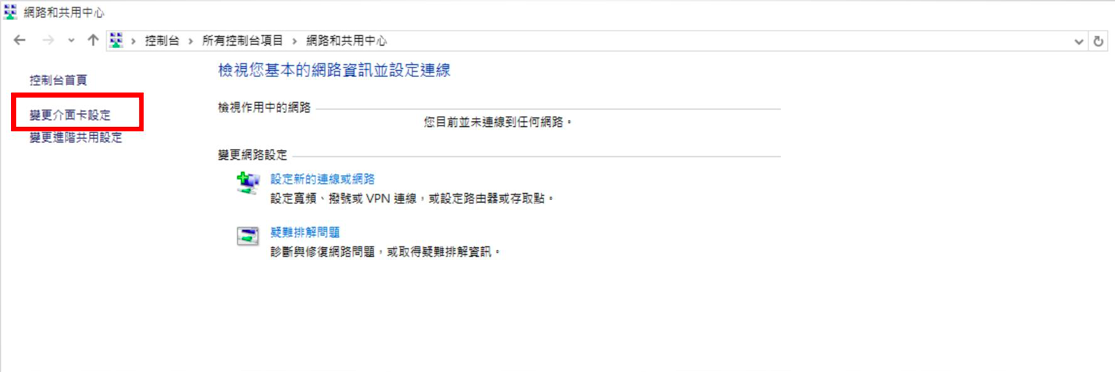 網路和共用中心
控制台 › 所有控制台項目 › 網路和共用中心
控制台首頁
變更介面卡設定
變更進階共用設定
檢視您基本的網路資訊並設定連線
檢視作用中的網路
您目前並未連線到任何網路。
變更網路設定
設定新的連線或網路
設定寬頻、撥號或 VPN 連線，或設定路由器或存取點。
疑難排解問題
診斷與修復網路問題，或取得疑難排解資訊。